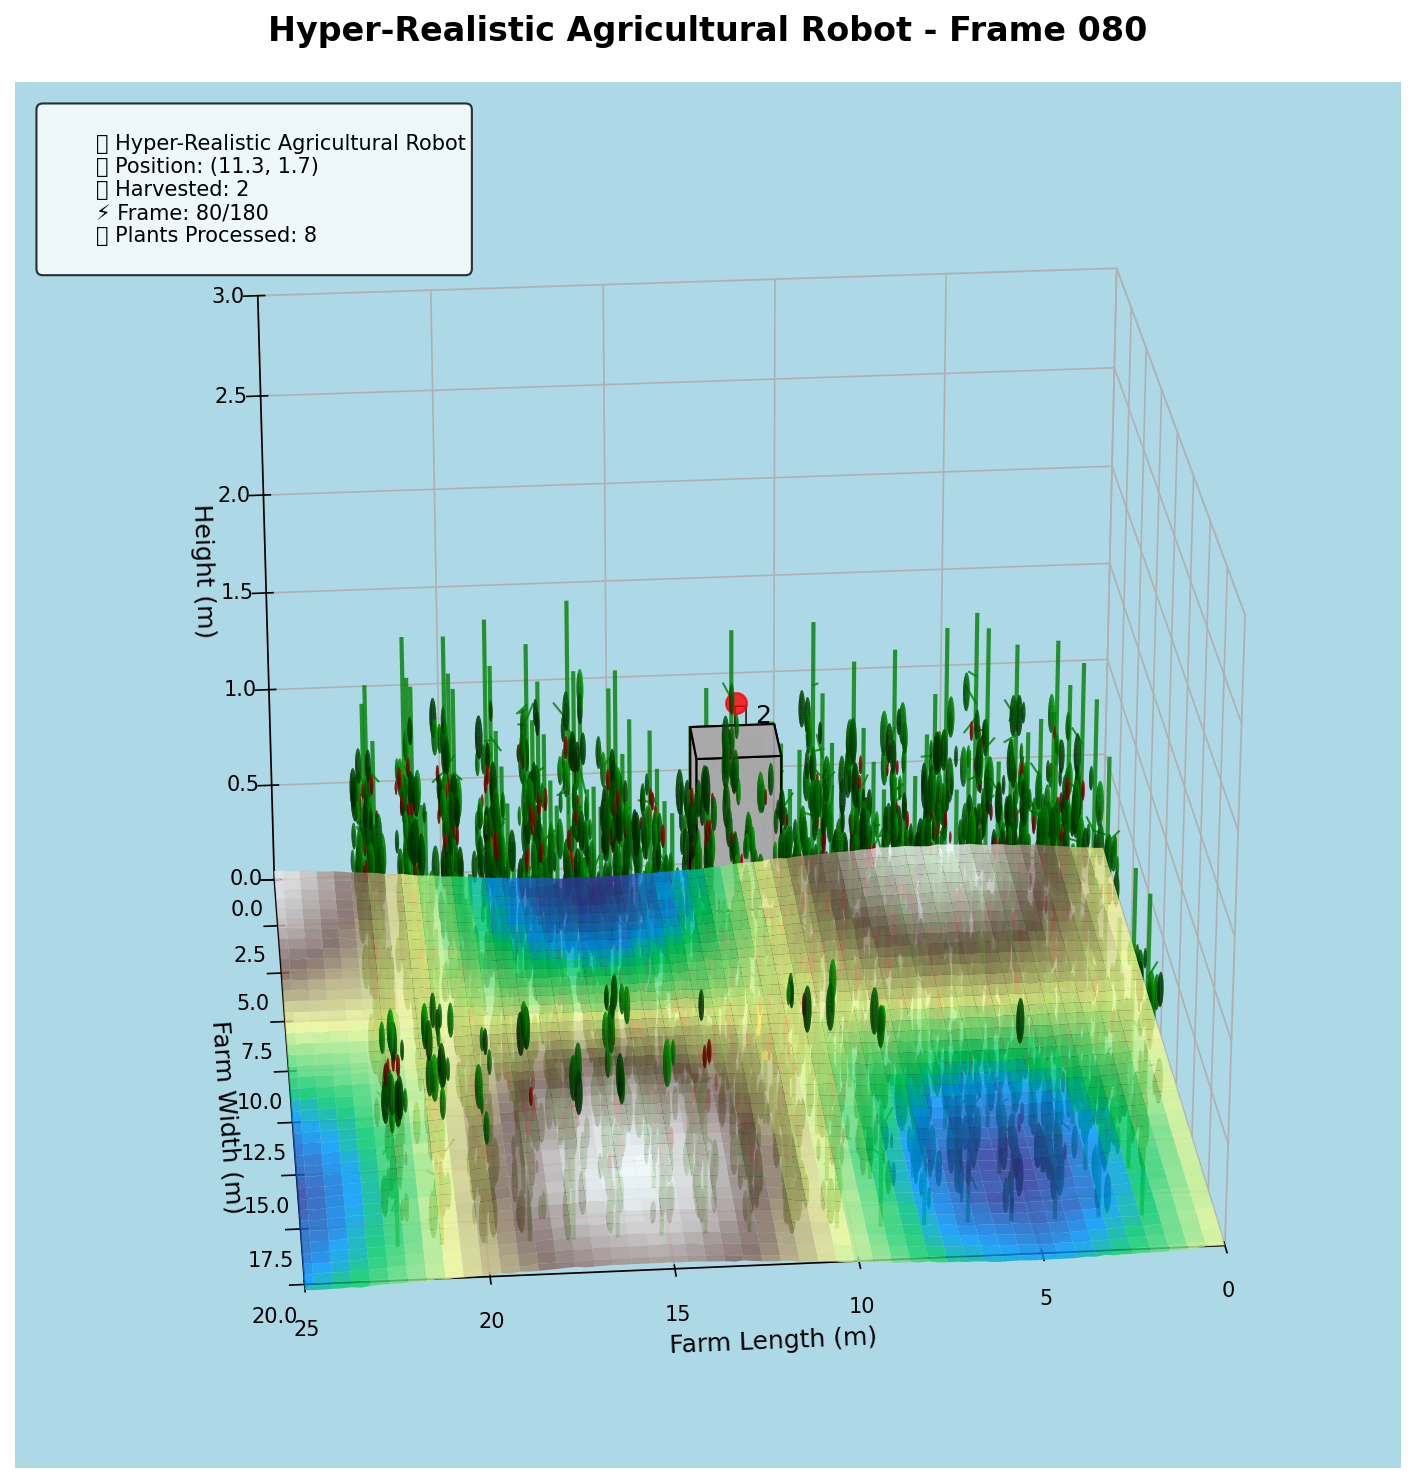 Hyper-Realistic Agricultural Robot - Frame 080
▯ Hyper-Realistic Agricultural Robot
▯ Position: (11.3, 1.7)
▯ Harvested: 2
⚡ Frame: 80/180
▯ Plants Processed: 8
3.0
2.5
2.0
1.5
1.0
0.5
0.0
Height (m)
2
0.0
2.5
5.0
7.5
10.0
12.5
15.0
17.5
20.0
Farm Width (m)
25
20
15
10
5
0
Farm Length (m)